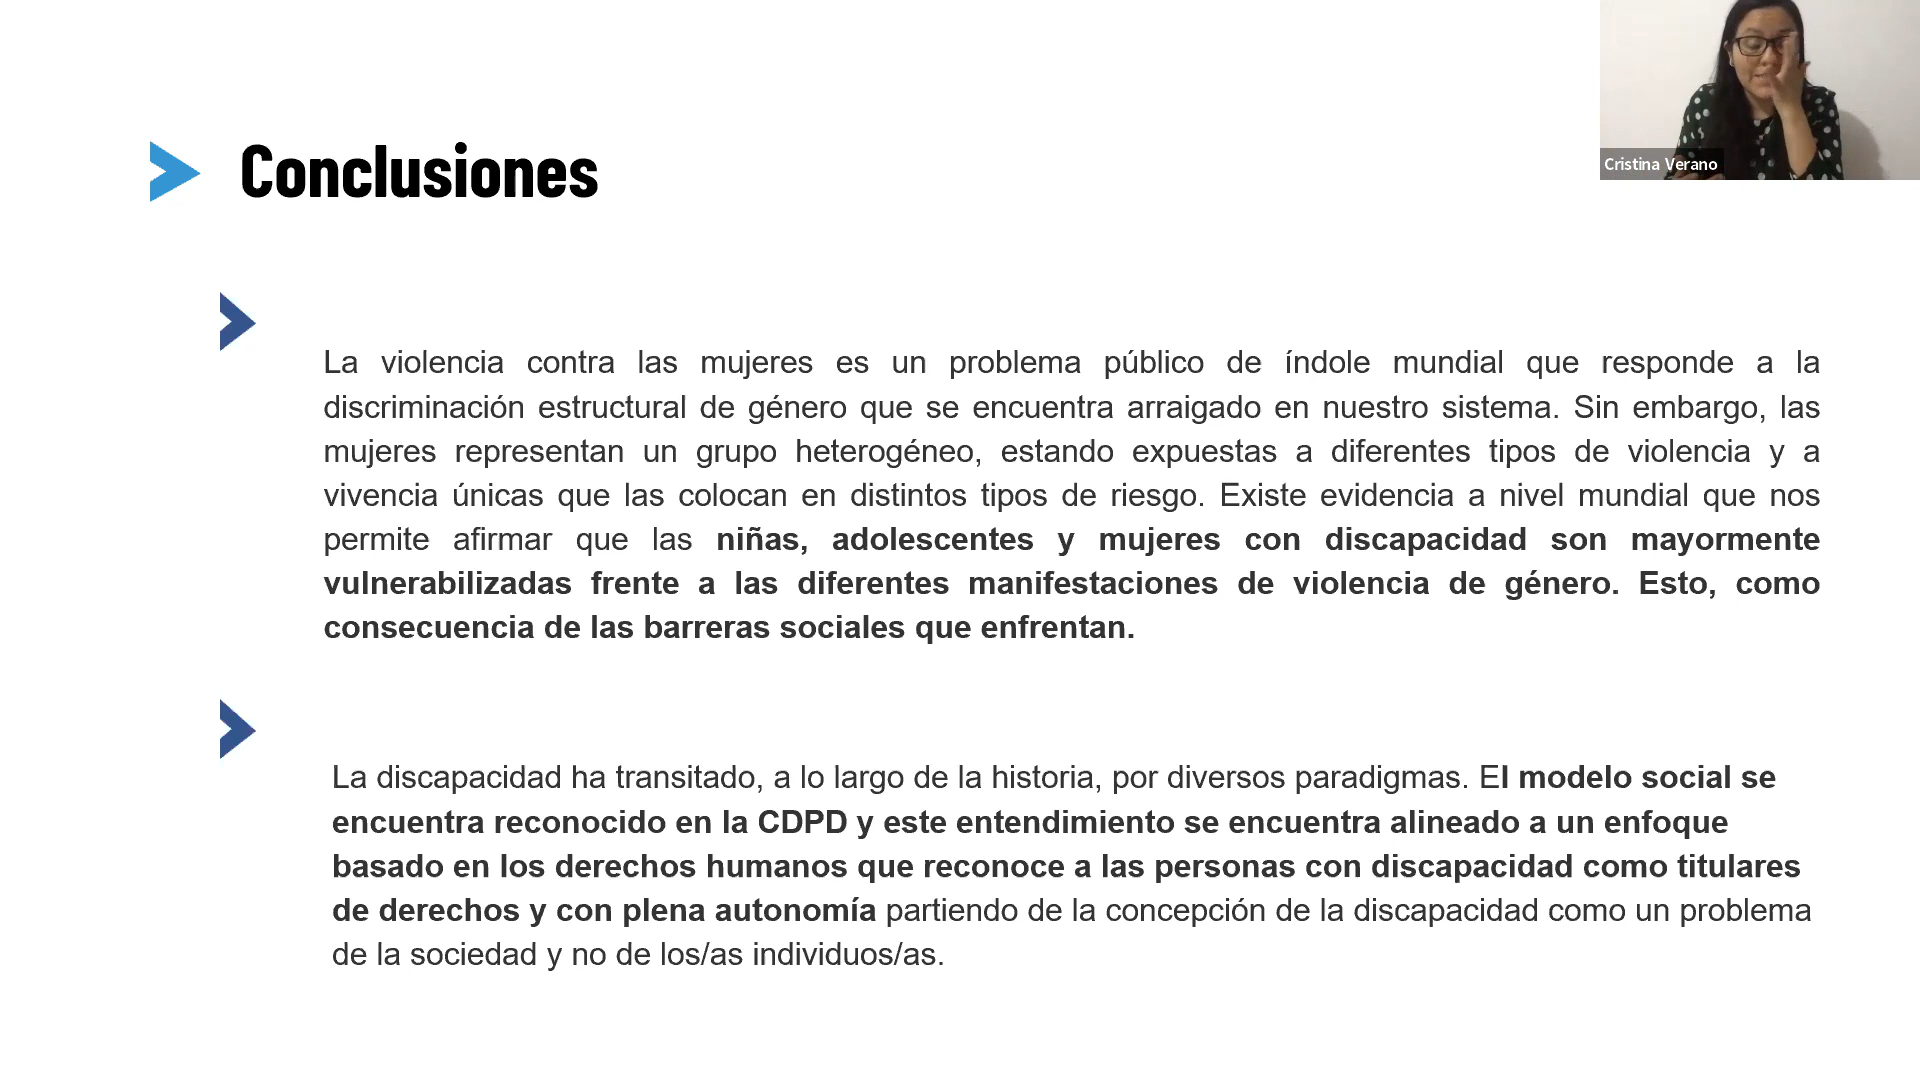 Cristina Verano
Conclusiones
La violencia contra las mujeres es un problema público de índole mundial que responde a la
discriminación estructural de género que se encuentra arraigado en nuestro sistema. Sin embargo, las
mujeres representan un grupo heterogéneo, estando expuestas a diferentes tipos de violencia y a
vivencia únicas que las colocan en distintos tipos de riesgo. Existe evidencia a nivel mundial que nos
permite afirmar que las niñas, adolescentes y mujeres con discapacidad son mayormente
vulnerabilizadas frente a las diferentes manifestaciones de violencia de género. Esto, como
consecuencia de las barreras sociales que enfrentan.
La discapacidad ha transitado, a lo largo de la historia, por diversos paradigmas. El modelo social se
encuentra reconocido en la CDPD y este entendimiento se encuentra alineado a un enfoque
basado en los derechos humanos que reconoce a las personas con discapacidad como titulares
de derechos y con plena autonomía partiendo de la concepción de la discapacidad como un problema
de la sociedad y no de los/as individuos/as.